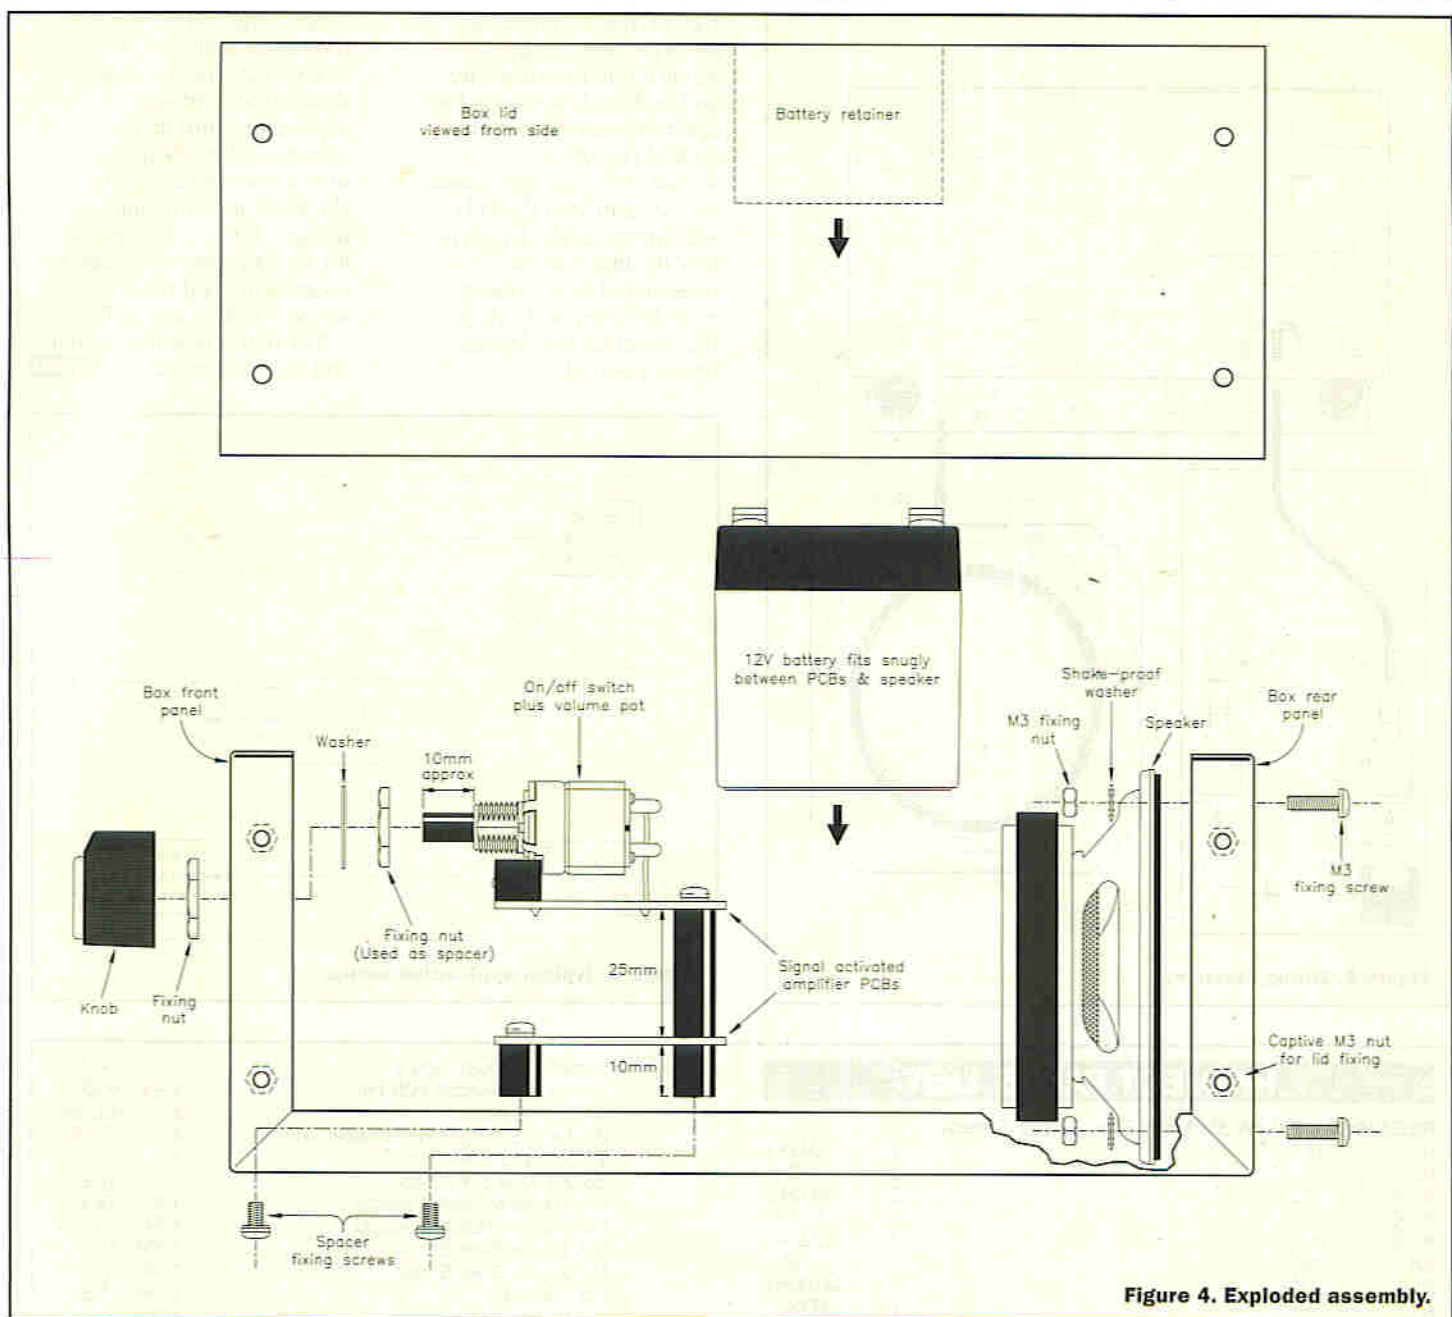 Box lid
viewed from side
Battery retainer
12V battery fits snugly
between PCBs & speaker
Box front
panel
Washer
On/off switch
plus volume pot
10mm
approx
M3 fixing
nut
Shake-proof
washer
Speaker
Box rear
panel
M3
fixing screw
Knob
Fixing
nut
Fixing nut
(Used as spacer)
25mm
Signal activated
amplifier PCBs
10mm
Captive M3 nut
for lid fixing
Spacer
fixing screws
Figure 4. Exploded assembly.